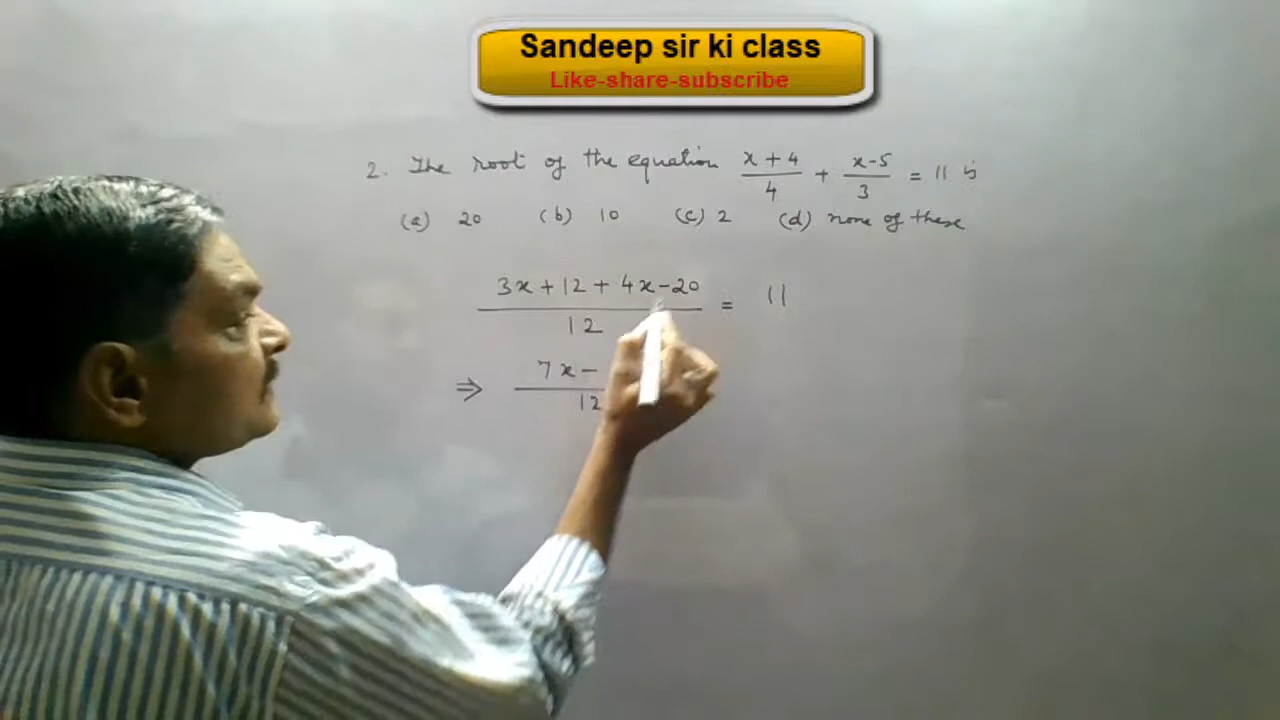 Sandeep sir ki class
Like-share-subscribe
2. The root of the equation (x+4)/4 + (x-5)/3 = 11 is
(a) 20 (b) 10 (c) 2 (d) none of these
(3x+12+4x-20)/12 = 11
⇒ (7x-)/12